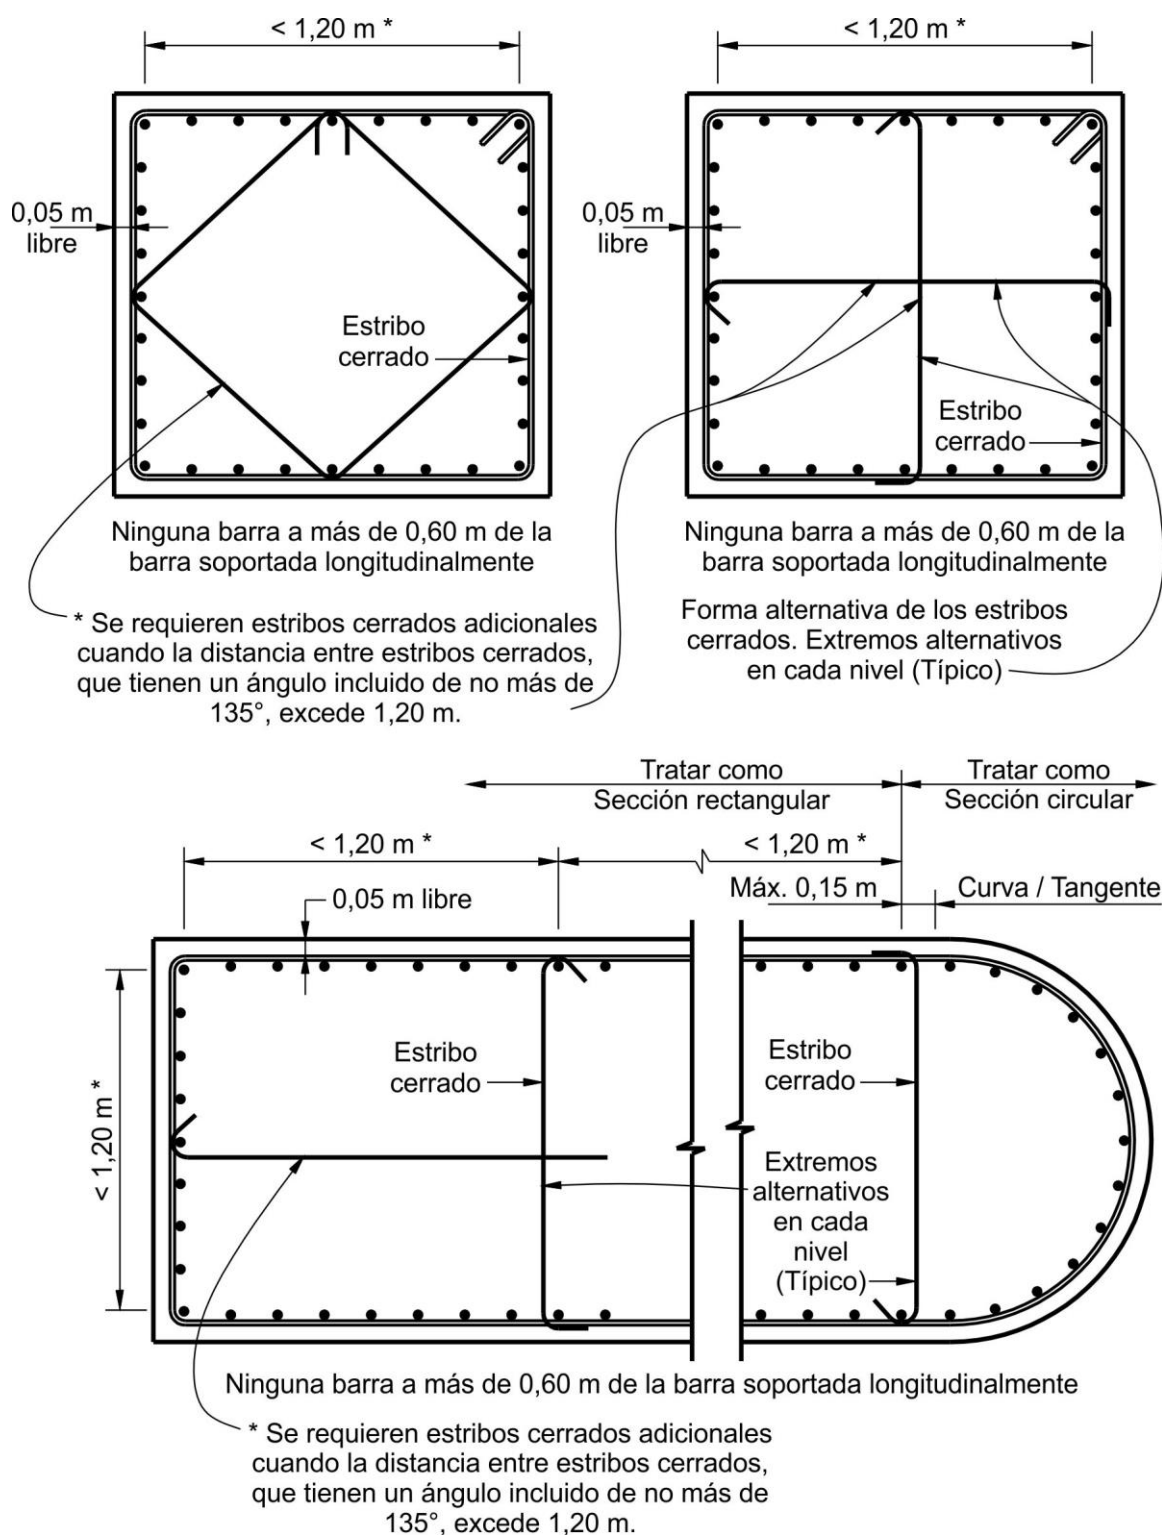 < 1,20 m *
< 1,20 m *
0,05 m
libre
Estribo
cerrado
0,05 m
libre
Estribo
cerrado
Ninguna barra a más de 0,60 m de la
barra soportada longitudinalmente
Ninguna barra a más de 0,60 m de la
barra soportada longitudinalmente
* Se requieren estribos cerrados adicionales
cuando la distancia entre estribos cerrados,
que tienen un ángulo incluido de no más de
135°, excede 1,20 m.
Forma alternativa de los estribos
cerrados. Extremos alternativos
en cada nivel (Típico)
Tratar como
Sección rectangular
Tratar como
Sección circular
< 1,20 m *
< 1,20 m *
0,05 m libre
Máx. 0,15 m
Curva / Tangente
< 1,20 m *
Estribo
cerrado
Estribo
cerrado
Extremos
alternativos
en cada
nivel
(Típico)
Ninguna barra a más de 0,60 m de la barra soportada longitudinalmente
* Se requieren estribos cerrados adicionales
cuando la distancia entre estribos cerrados,
que tienen un ángulo incluido de no más de
135°, excede 1,20 m.